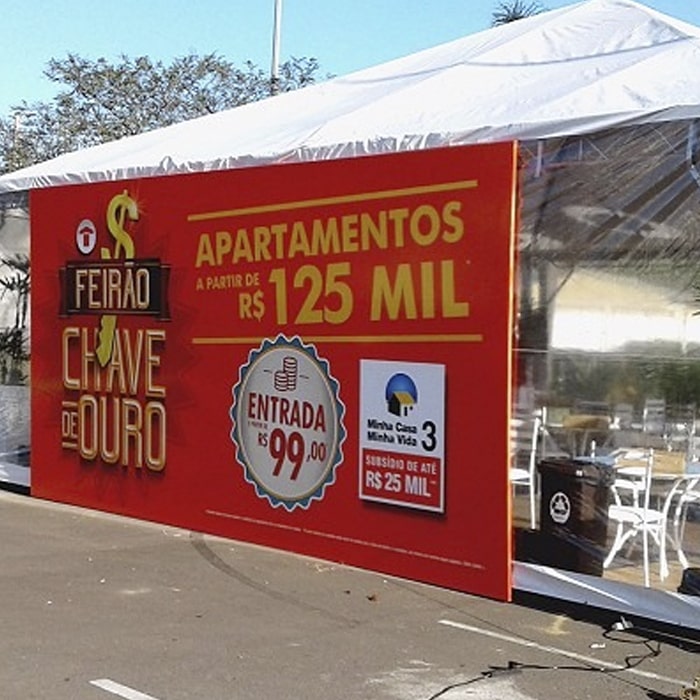 $
FEIRÃO
CHAVE
DE OURO
APARTAMENTOS
A PARTIR DE
R$ 125 MIL
ENTRADA
R$ 99,00
Minha Casa
Minha Vida 3
SUBSÍDIO DE ATÉ
R$ 25 MIL